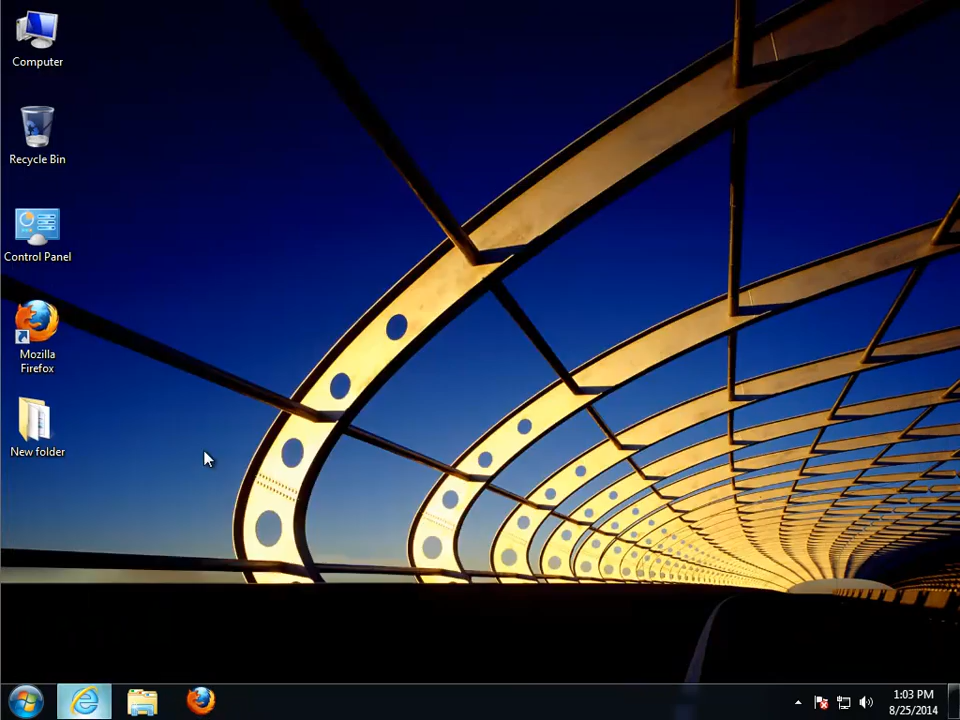 Computer
Recycle Bin
Control Panel
Mozilla
Firefox
New folder
1:03 PM
8/25/2014